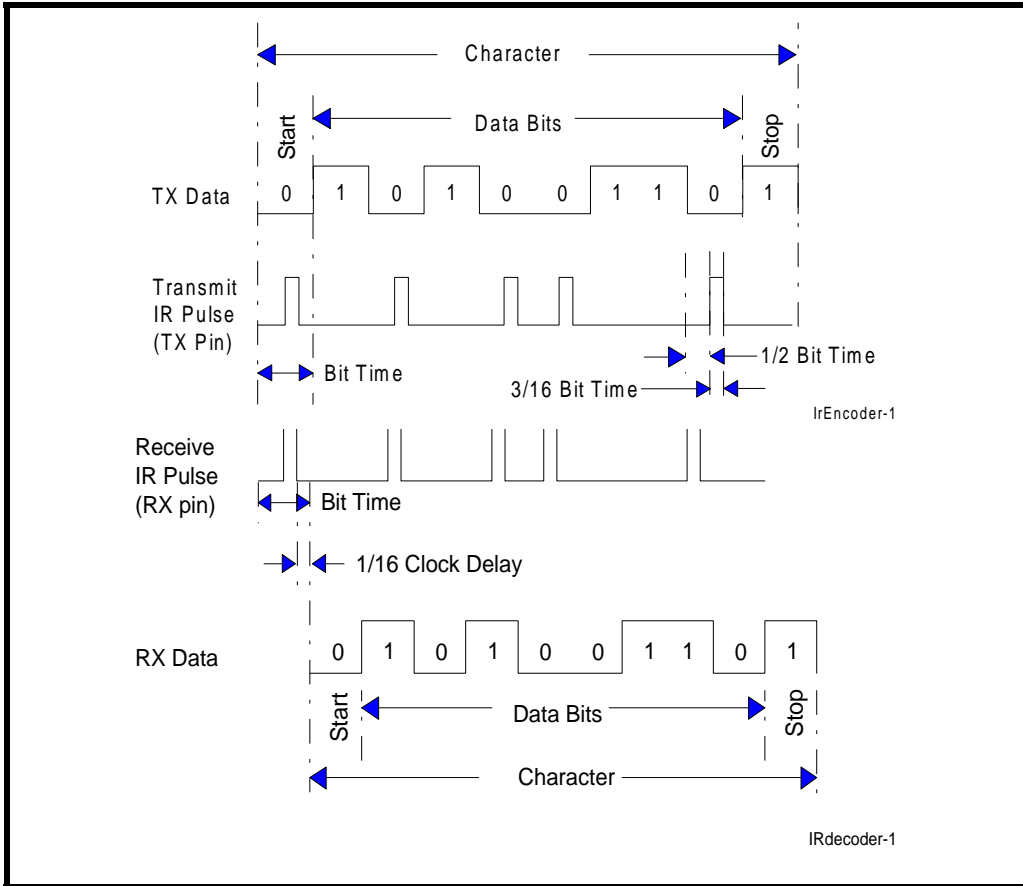 Character
Start
Data Bits
Stop
TX Data
0 1 0 1 0 0 1 1 0 1
Transmit
IR Pulse
(TX Pin)
1/2 Bit Time
Bit Time
3/16 Bit Time
IrEncoder-1
Receive
IR Pulse
(RX pin)
Bit Time
1/16 Clock Delay
RX Data
0 1 0 1 0 0 1 1 0 1
Start
Data Bits
Stop
Character
IRdecoder-1